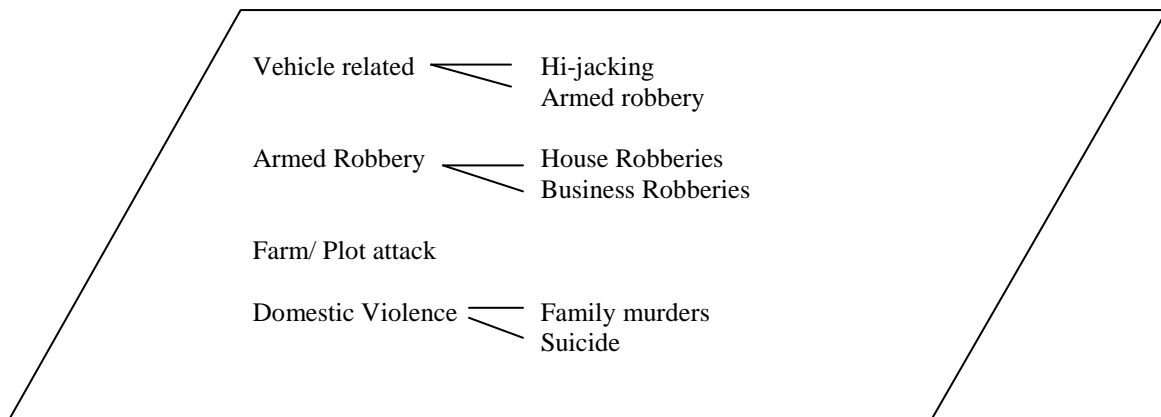 Vehicle related Hi-jacking
Armed robbery
Armed Robbery House Robberies
Business Robberies
Farm/ Plot attack
Domestic Violence Family murders
Suicide